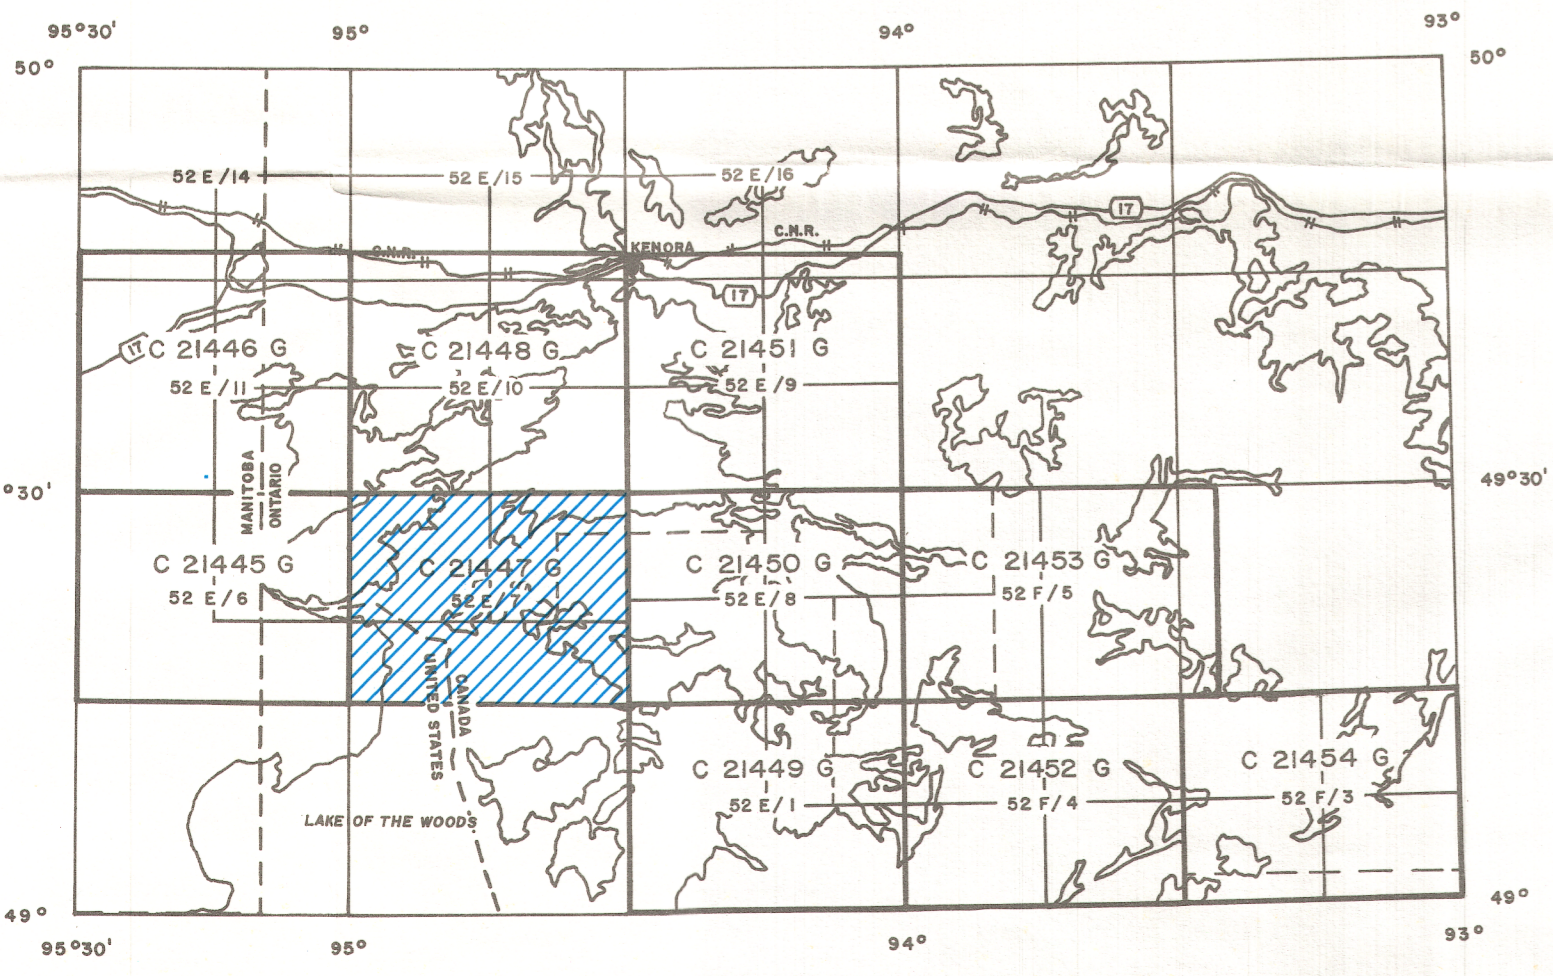 95°30' 95° 94° 93°
50° 50°
52 E/14 52 E/15 52 E/16
17
C.N.R.
C.N.R. KENORA
17
17
C 21446 G C 21448 G C 21451 G
52 E/11 52 E/10 52 E/9
MANITOBA
ONTARIO
°30' 49°30'
C 21445 G C 21447 G C 21450 G C 21453 G
52 E/6 52 E/7 52 E/8 52 F/5
CANADA
UNITED STATES
C 21449 G C 21452 G C 21454 G
52 E/1 52 F/4 52 F/3
LAKE OF THE WOODS
49° 49°
95°30' 95° 94° 93°